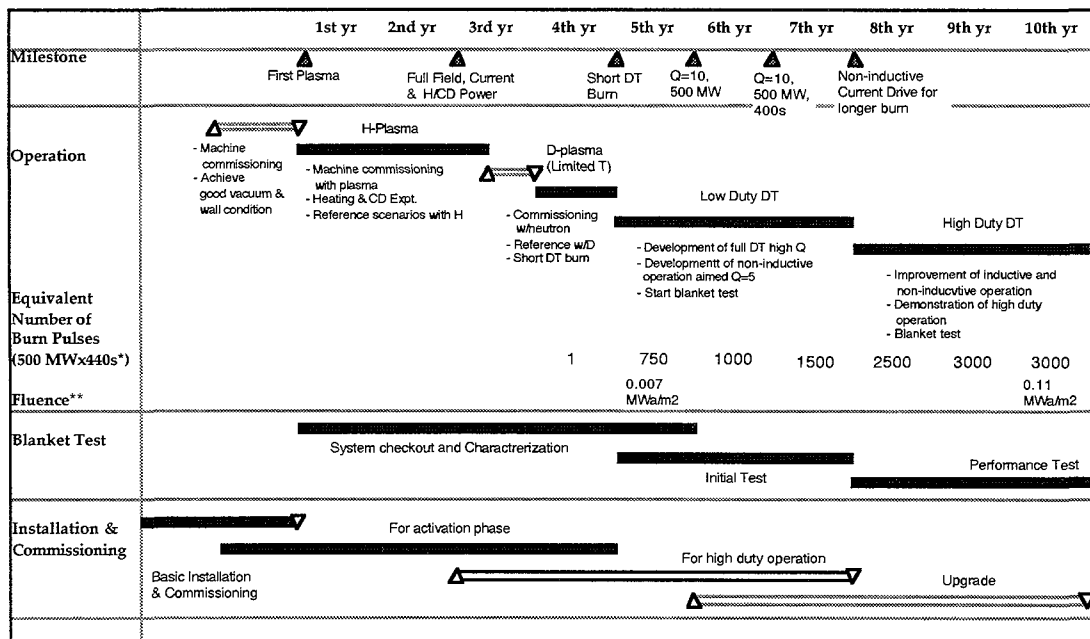 1st yr 2nd yr 3rd yr 4th yr 5th yr 6th yr 7th yr 8th yr 9th yr 10th yr
Milestone
First Plasma
Full Field, Current
& H/CD Power
Short DT
Burn
Q=10,
500 MW
Q=10,
500 MW,
400s
Non-inductive
Current Drive for
longer burn
Operation
- Machine
commissioning
- Achieve
good vacuum &
wall condition
H-Plasma
- Machine commissioning
with plasma
- Heating & CD Expt.
- Reference scenarios with H
D-plasma
(Limited T)
- Commissioning
w/neutron
- Reference w/D
- Short DT burn
Low Duty DT
- Development of full DT high Q
- Developmentt of non-inductive
operation aimed Q=5
- Start blanket test
High Duty DT
- Improvement of inductive and
non-inducvtive operation
- Demonstration of high duty
operation
- Blanket test
Equivalent
Number of
Burn Pulses
(500 MWx440s*)
1 750 1000 1500 2500 3000 3000
Fluence**
0.007
MWa/m2
0.11
MWa/m2
Blanket Test
System checkout and Charactrerization
Initial Test
Performance Test
Installation &
Commissioning
Basic Installation
& Commissioning
For activation phase
For high duty operation
Upgrade